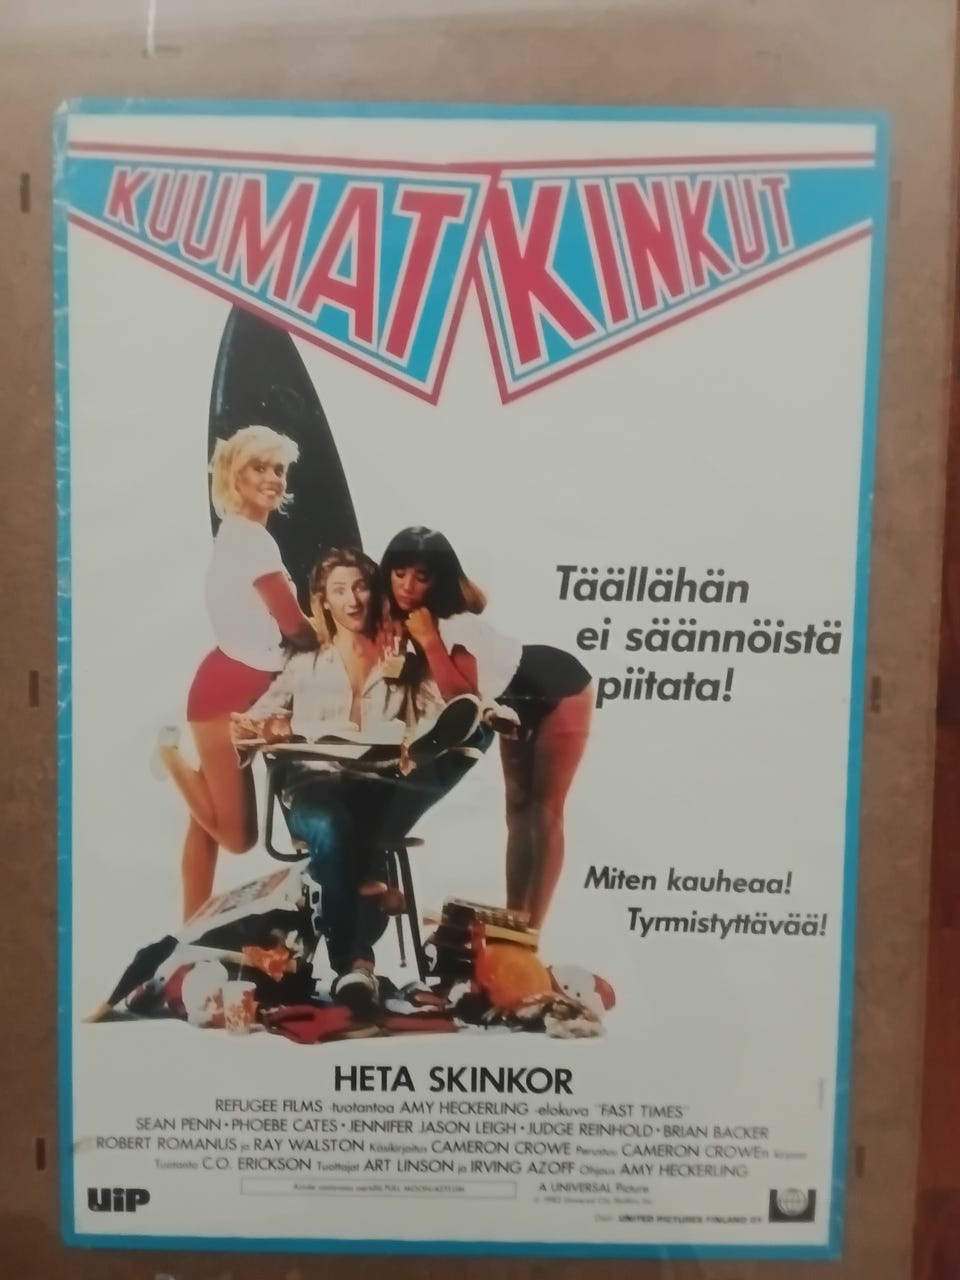 KUUMAT KINKUT
Täällähän
ei säännöistä
piitata!
Miten kauheaa!
Tyrmistyttävää!
HETA SKINKOR
REFUGEE FILMS -tuotantoa AMY HECKERLING -elokuva "FAST TIMES"
SEAN PENN • PHOEBE CATES • JENNIFER JASON LEIGH • JUDGE REINHOLD • BRIAN BACKER
ROBERT ROMANUS ja RAY WALSTON Käsikirjoitus CAMERON CROWE Perustuu CAMERON CROWEn kirjaan
Tuotanto C.O. ERICKSON Tuottajat ART LINSON ja IRVING AZOFF Ohjaus AMY HECKERLING
A UNIVERSAL Picture
UIP
UNITED PICTURES FINLAND OY